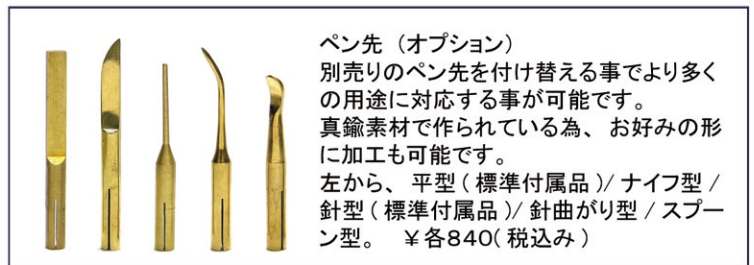 ペン先 （オプション）
別売りのペン先を付け替える事でより多く
の用途に対応する事が可能です。
真鍮素材で作られている為、 お好みの形
に加工も可能です。
左から、 平型 ( 標準付属品 )/ ナイフ型 /
針型 ( 標準付属品 )/ 針曲がり型 / スプー
ン型。 ￥各840( 税込み )